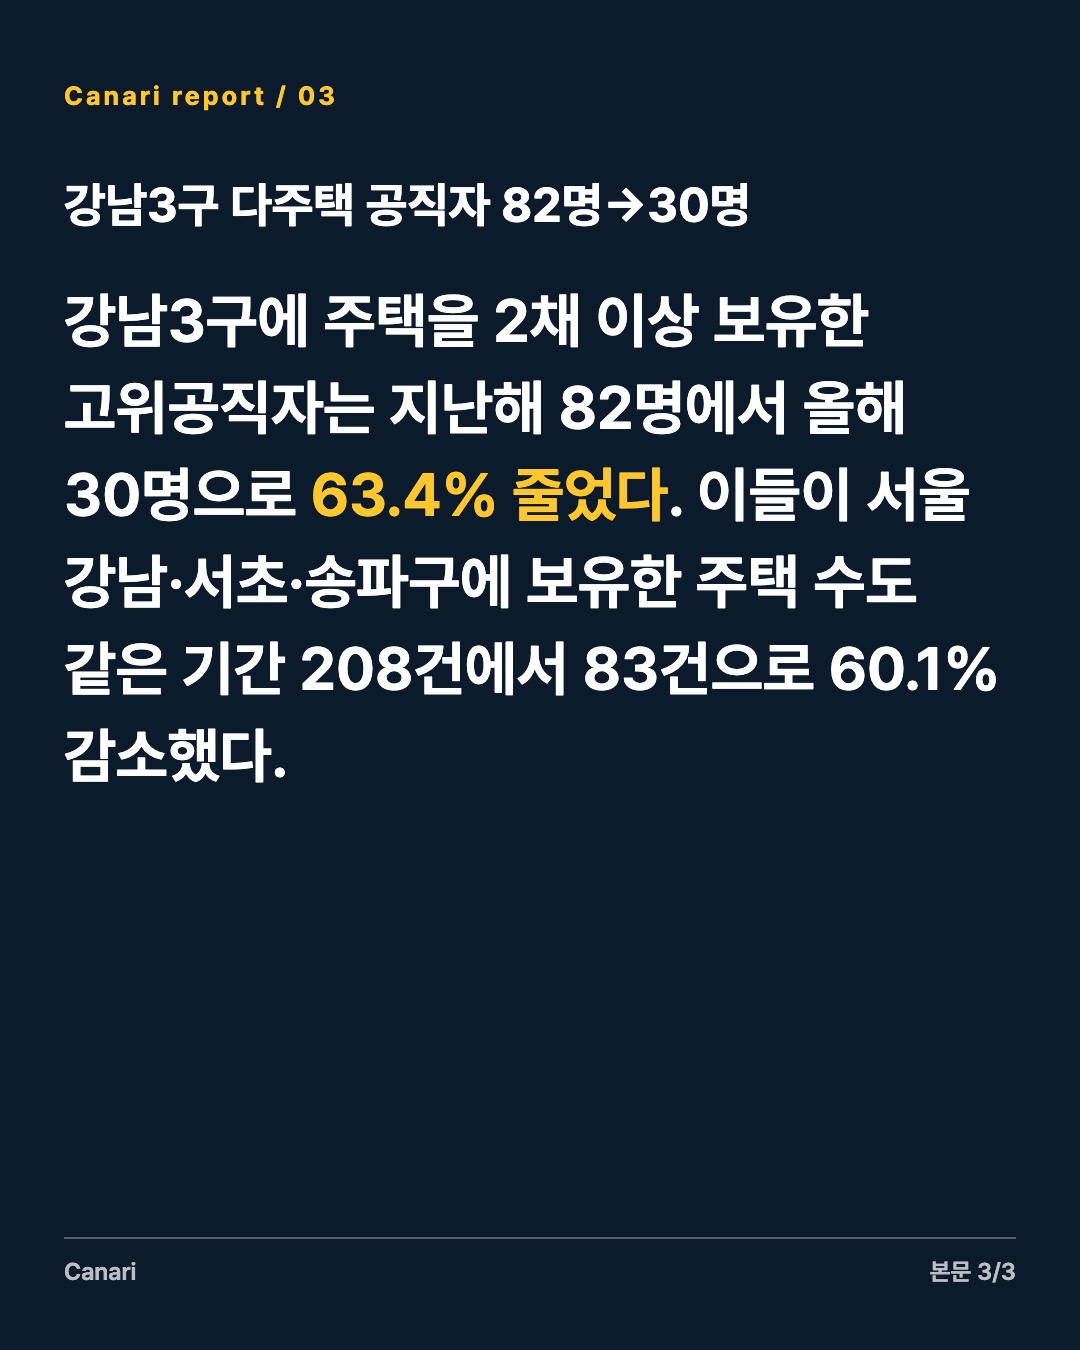 Canari report / 03
강남3구 다주택 공직자 82명→30명
강남3구에 주택을 2채 이상 보유한
고위공직자는 지난해 82명에서 올해
30명으로 63.4% 줄었다. 이들이 서울
강남·서초·송파구에 보유한 주택 수도
같은 기간 208건에서 83건으로 60.1%
감소했다.
Canari
본문 3/3